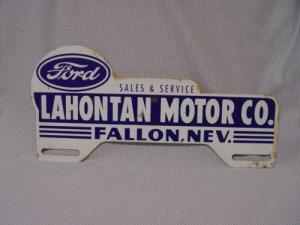 Ford
SALES & SERVICE
LAHONTAN MOTOR CO.
FALLON, NEV.